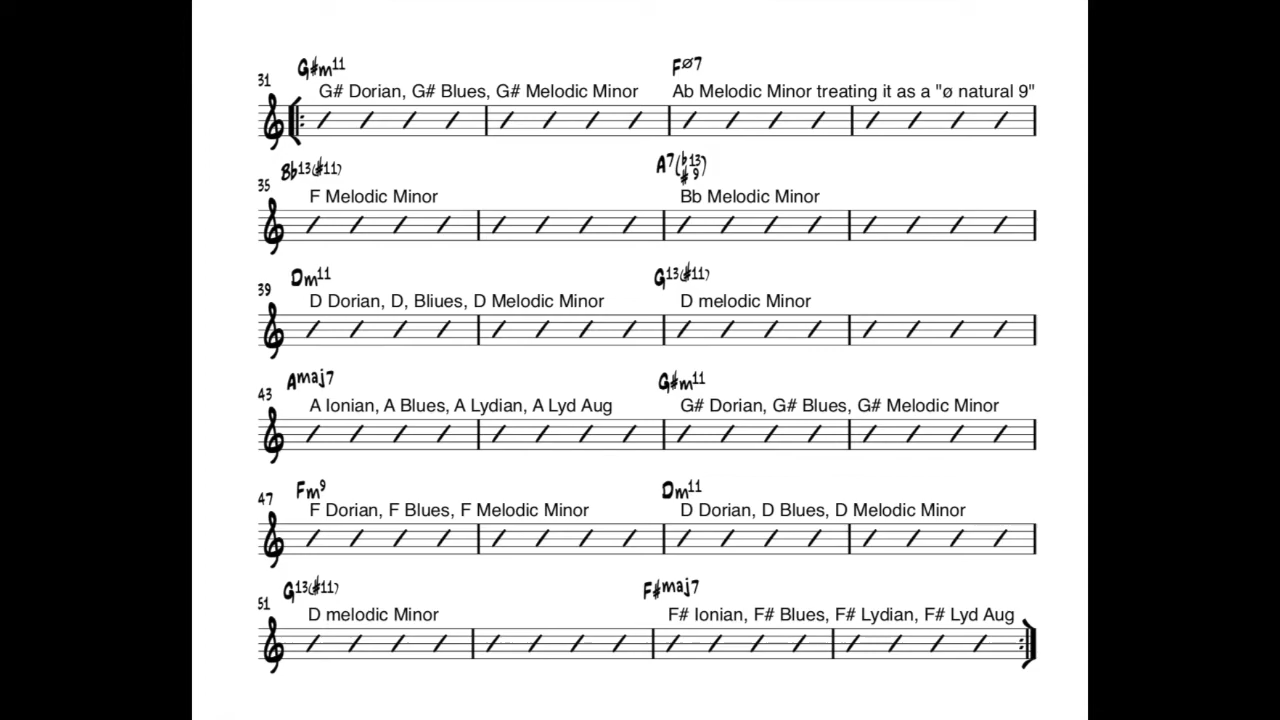 G#m11 Fø7
31 G# Dorian, G# Blues, G# Melodic Minor Ab Melodic Minor treating it as a "ø natural 9"
Bb13(#11) A7(b13 #9)
35 F Melodic Minor Bb Melodic Minor
Dm11 G13(#11)
39 D Dorian, D, Bliues, D Melodic Minor D melodic Minor
Amaj7 G#m11
43 A Ionian, A Blues, A Lydian, A Lyd Aug G# Dorian, G# Blues, G# Melodic Minor
Fm9 Dm11
47 F Dorian, F Blues, F Melodic Minor D Dorian, D Blues, D Melodic Minor
G13(#11) F#maj7
51 D melodic Minor F# Ionian, F# Blues, F# Lydian, F# Lyd Aug